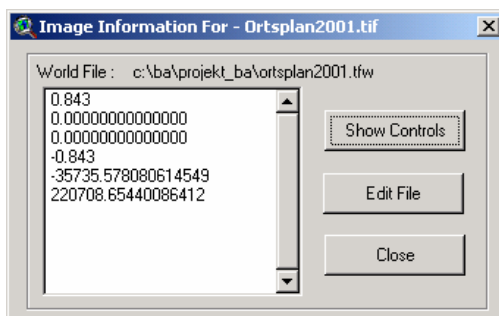 Image Information For - Ortsplan2001.tif
World File :   c:\ba\projekt_ba\ortsplan2001.tfw
0.843
0.00000000000000
0.00000000000000
-0.843
-35735.578080614549
220708.65440086412
Show Controls
Edit File
Close